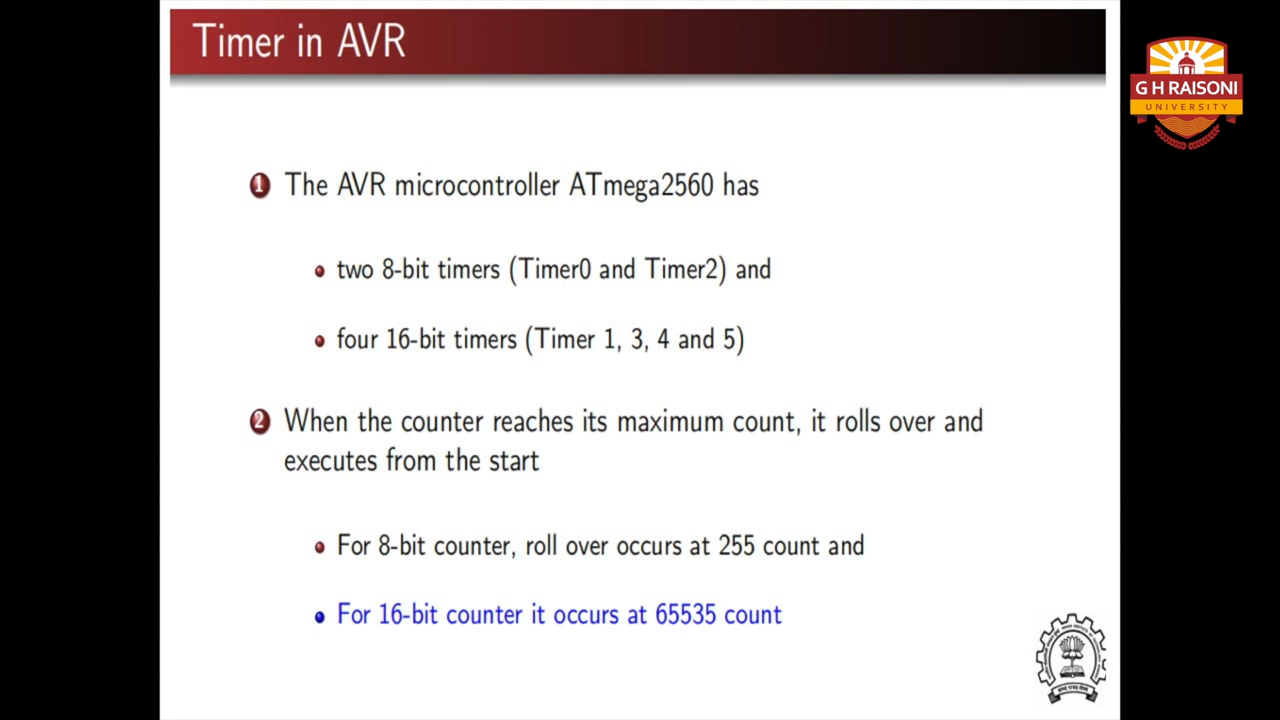 Timer in AVR
G H RAISONI
UNIVERSITY
1 The AVR microcontroller ATmega2560 has
• two 8-bit timers (Timer0 and Timer2) and
• four 16-bit timers (Timer 1, 3, 4 and 5)
2 When the counter reaches its maximum count, it rolls over and
executes from the start
• For 8-bit counter, roll over occurs at 255 count and
• For 16-bit counter it occurs at 65535 count